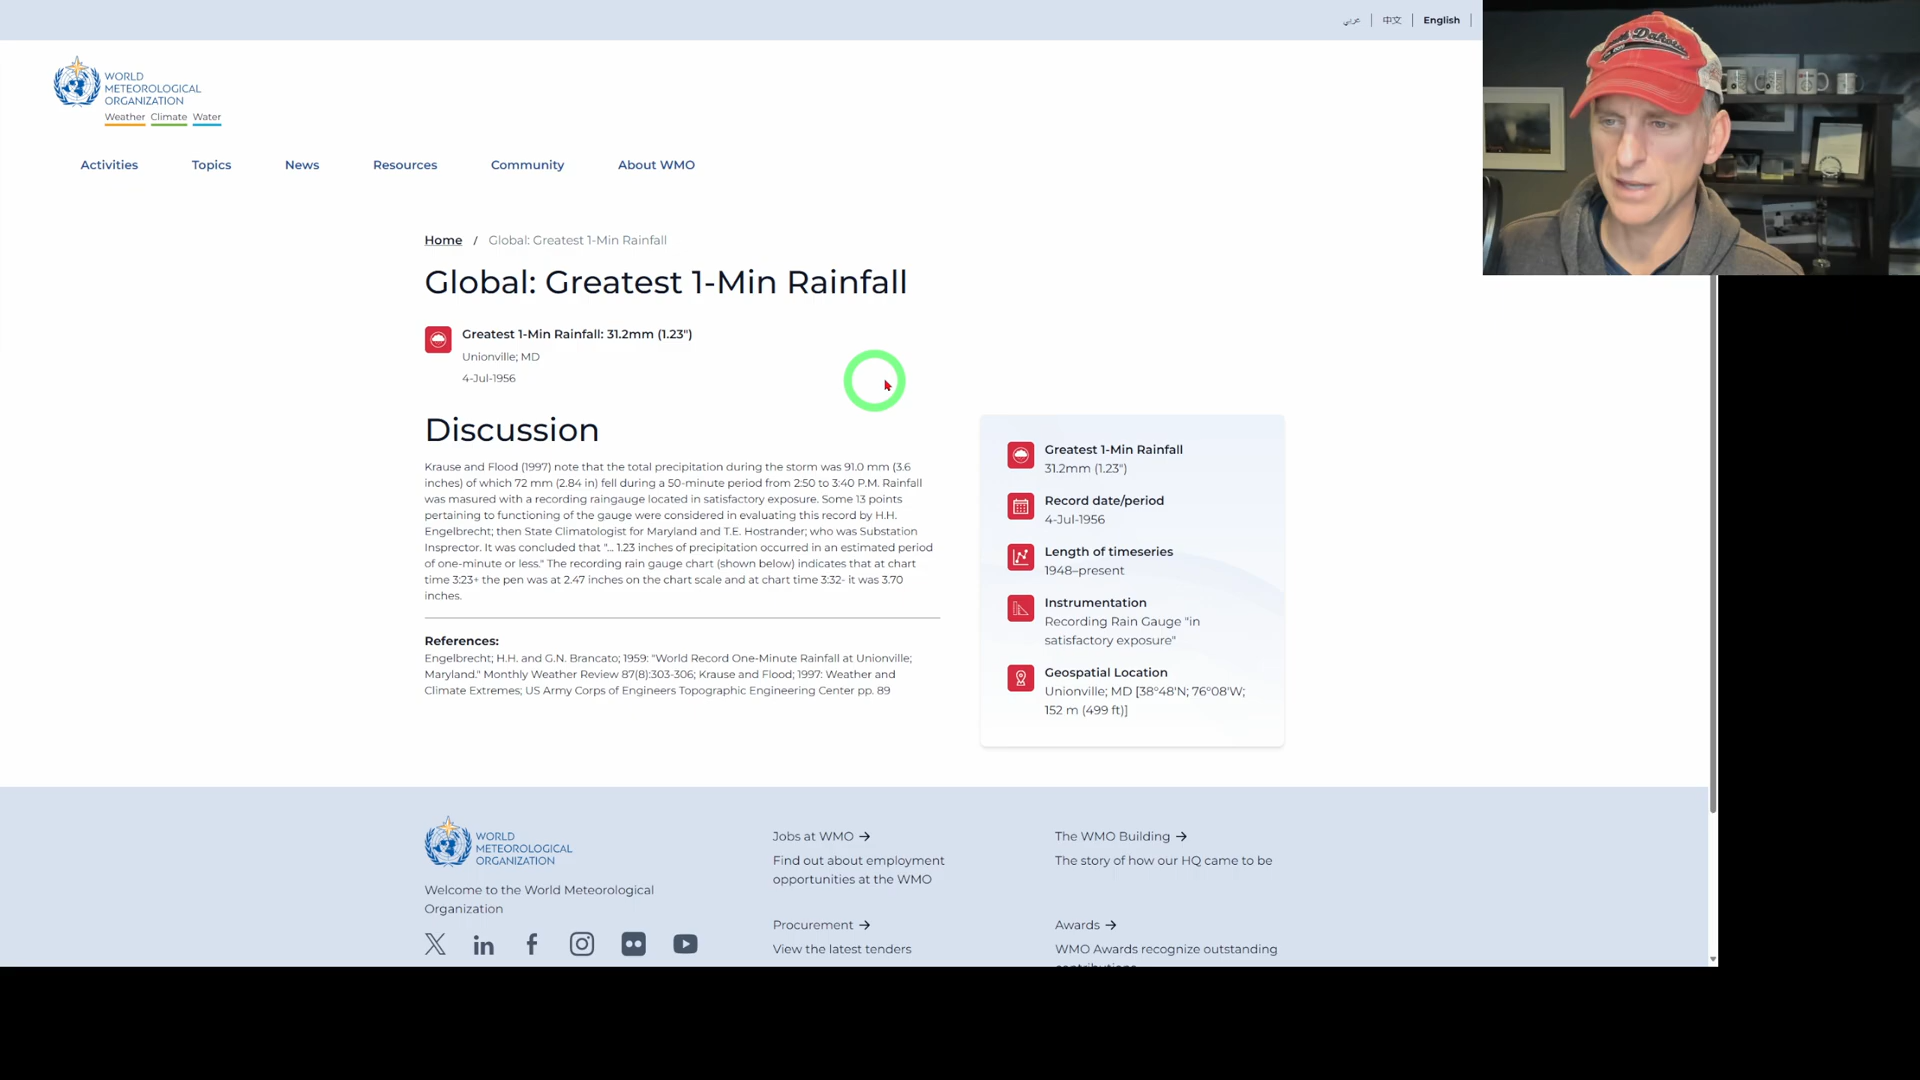 عربي
中文
English
WORLD
METEOROLOGICAL
ORGANIZATION
Weather Climate Water
Activities
Topics
News
Resources
Community
About WMO
Home / Global: Greatest 1-Min Rainfall
Global: Greatest 1-Min Rainfall
Greatest 1-Min Rainfall: 31.2mm (1.23")
Unionville; MD
4-Jul-1956
Discussion
Krause and Flood (1997) note that the total precipitation during the storm was 91.0 mm (3.6
inches) of which 72 mm (2.84 in) fell during a 50-minute period from 2:50 to 3:40 P.M. Rainfall
was masured with a recording raingauge located in satisfactory exposure. Some 13 points
pertaining to functioning of the gauge were considered in evaluating this record by H.H.
Engelbrecht; then State Climatologist for Maryland and T.E. Hostrander; who was Substation
Insprector. It was concluded that "... 1.23 inches of precipitation occurred in an estimated period
of one-minute or less." The recording rain gauge chart (shown below) indicates that at chart
time 3:23+ the pen was at 2.47 inches on the chart scale and at chart time 3:32- it was 3.70
inches.
References:
Engelbrecht; H.H. and G.N. Brancato; 1959: "World Record One-Minute Rainfall at Unionville;
Maryland." Monthly Weather Review 87(8):303-306; Krause and Flood; 1997: Weather and
Climate Extremes; US Army Corps of Engineers Topographic Engineering Center pp. 89
Greatest 1-Min Rainfall
31.2mm (1.23")
Record date/period
4-Jul-1956
Length of timeseries
1948–present
Instrumentation
Recording Rain Gauge "in
satisfactory exposure"
Geospatial Location
Unionville; MD [38°48'N; 76°08'W;
152 m (499 ft)]
WORLD
METEOROLOGICAL
ORGANIZATION
Welcome to the World Meteorological
Organization
Jobs at WMO →
Find out about employment
opportunities at the WMO
Procurement →
View the latest tenders
The WMO Building →
The story of how our HQ came to be
Awards →
WMO Awards recognize outstanding
contributions